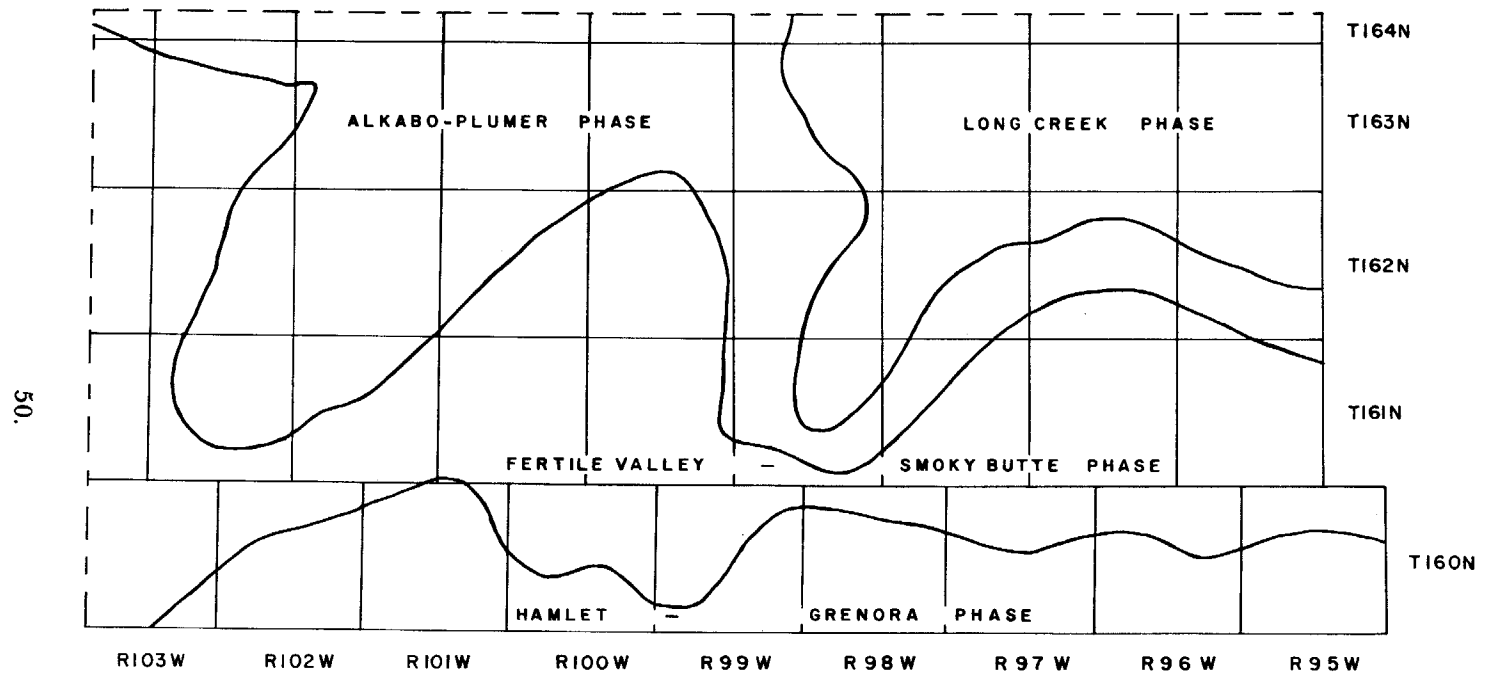 T164N
ALKABO-PLUMER PHASE
LONG CREEK PHASE
T163N
T162N
T161N
50.
FERTILE VALLEY – SMOKY BUTTE PHASE
T160N
HAMLET – GRENORA PHASE
R103W R102W R101W R100W R99W R98W R97W R96W R95W